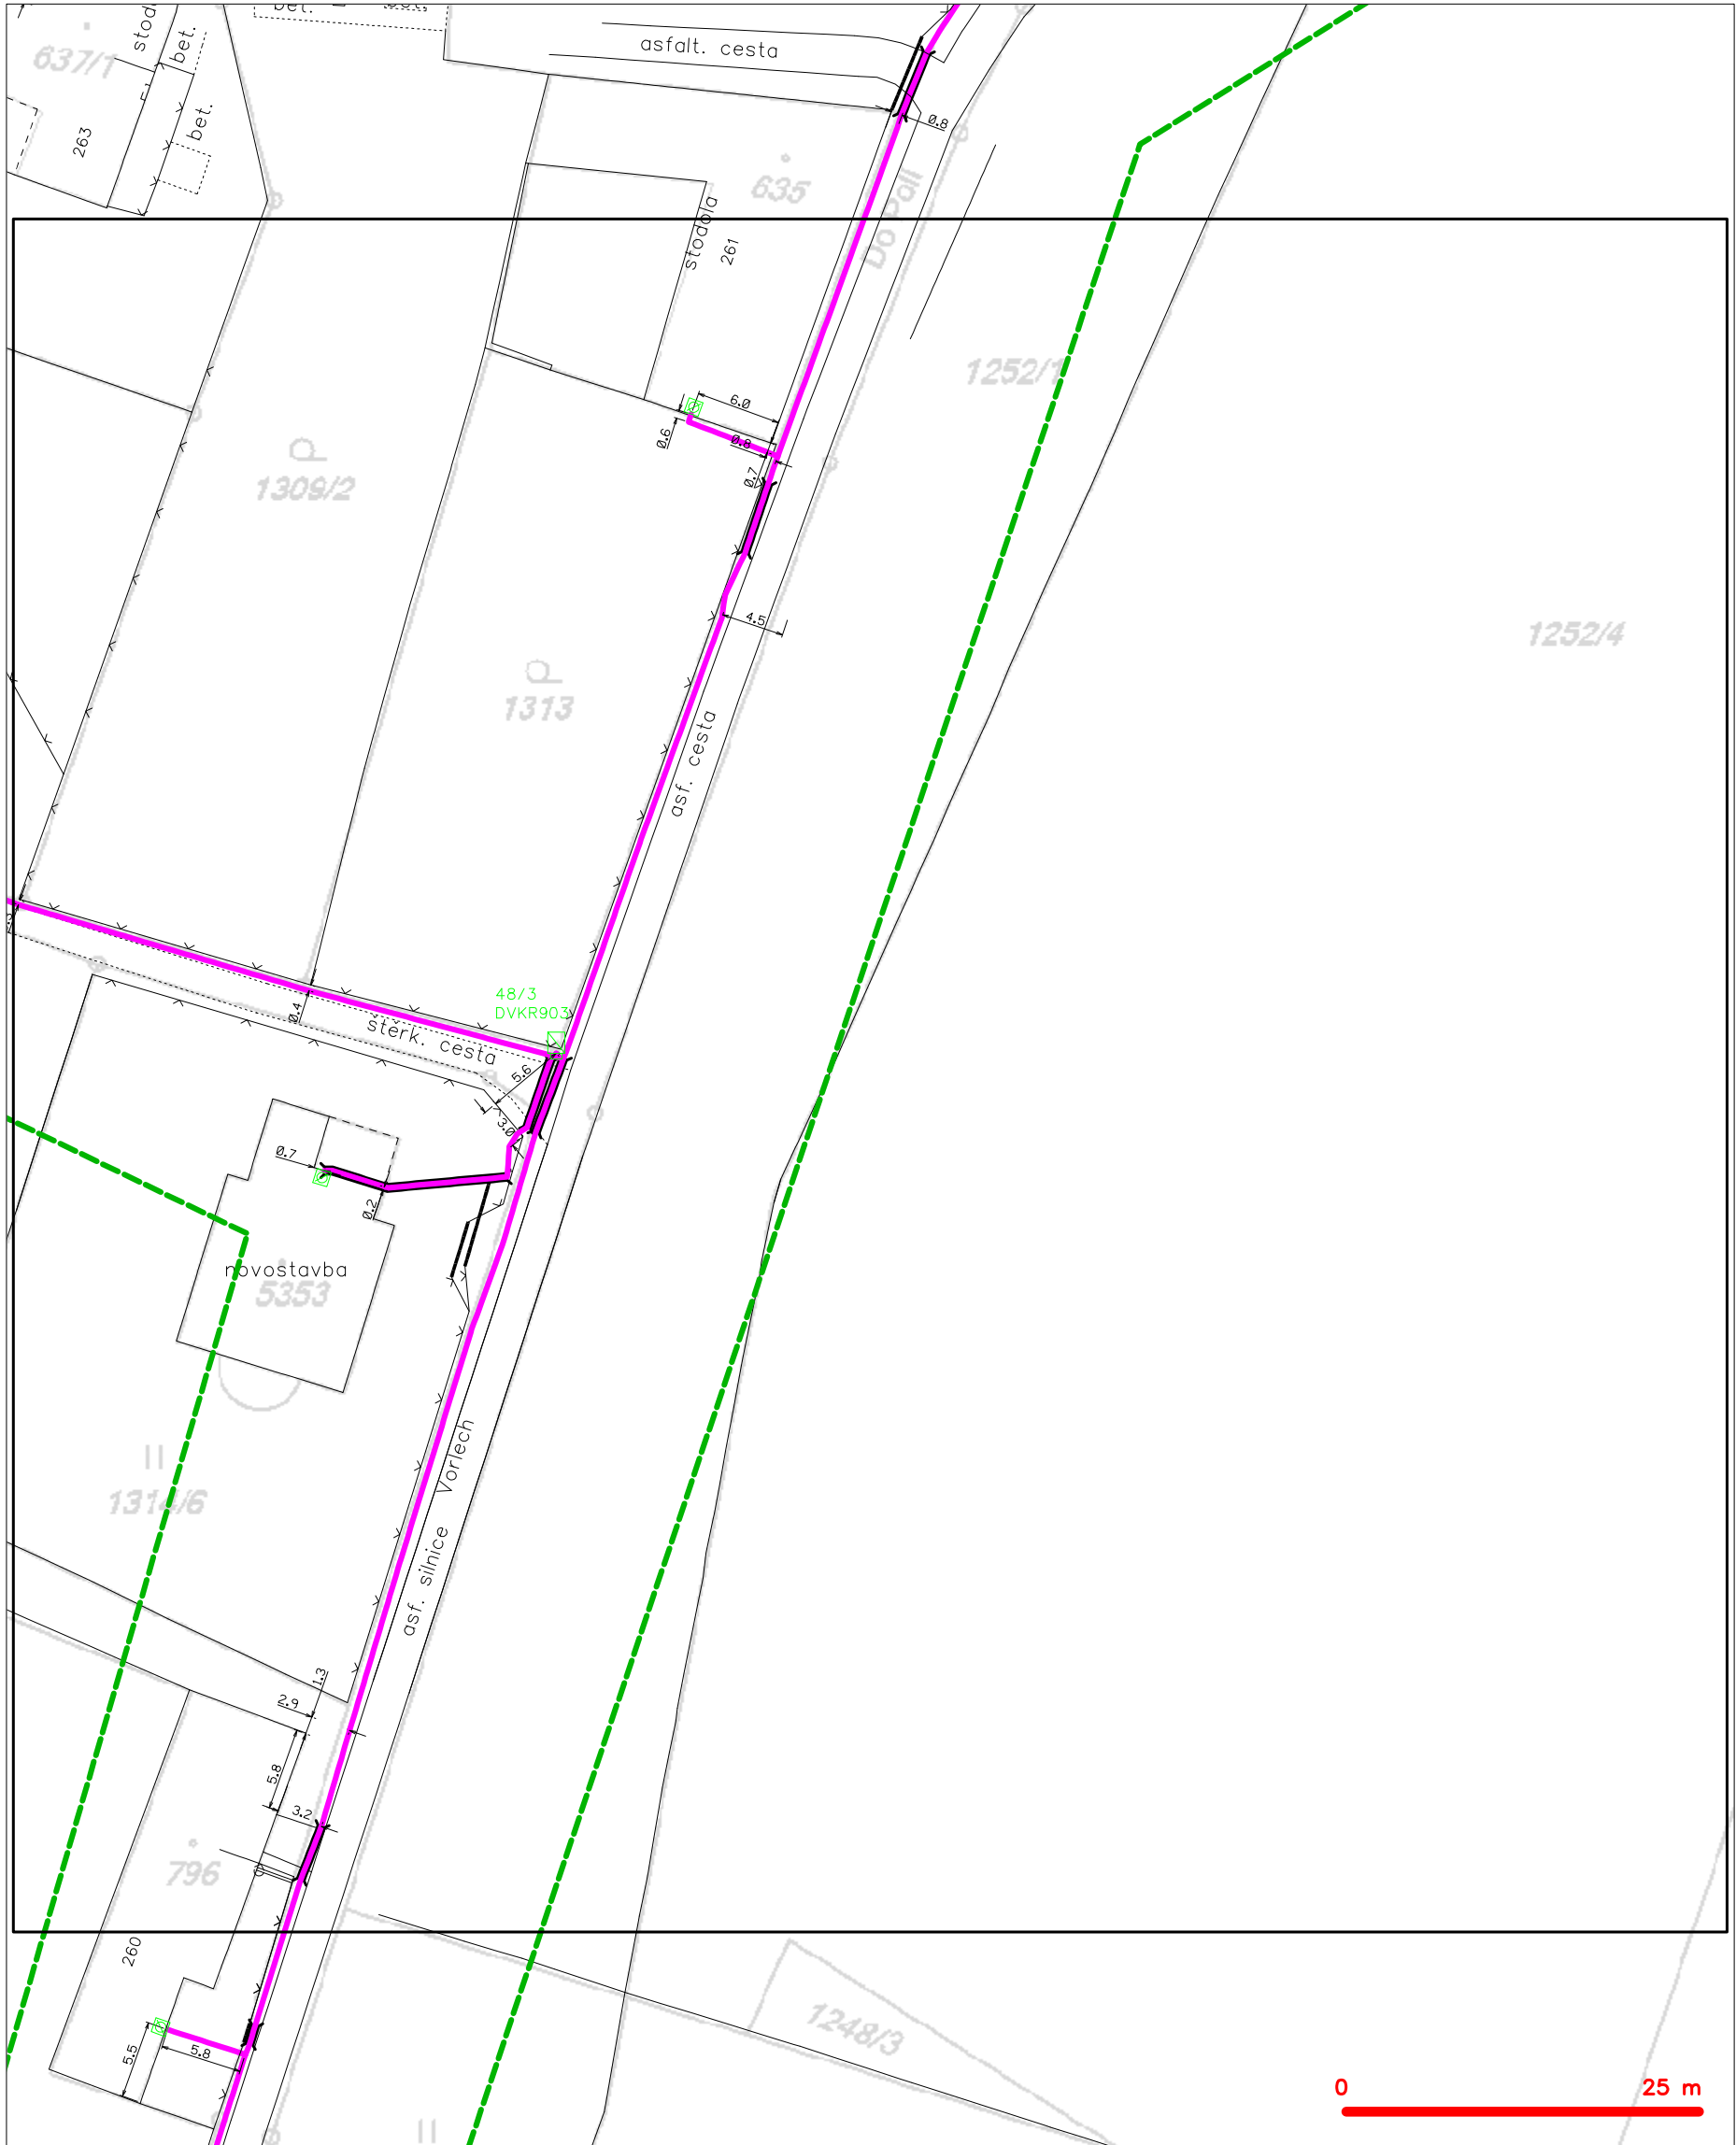 bet.
637/1
bet.
bet.
263
asfalt. cesta
0.8
635
Do polí
stodola
261
1252/1
6.0
0.6
0.8
0.7
1309/2
4.5
1252/4
1313
asf. cesta
48/3
DVKR903
0.4
šterk. cesta
5.6
3.0
0.7
0.2
novostavba
5353
1314/6
asf. silnice Vorlech
1.3
2.9
5.8
3.2
796
260
5.5
5.8
1248/3
0 25 m